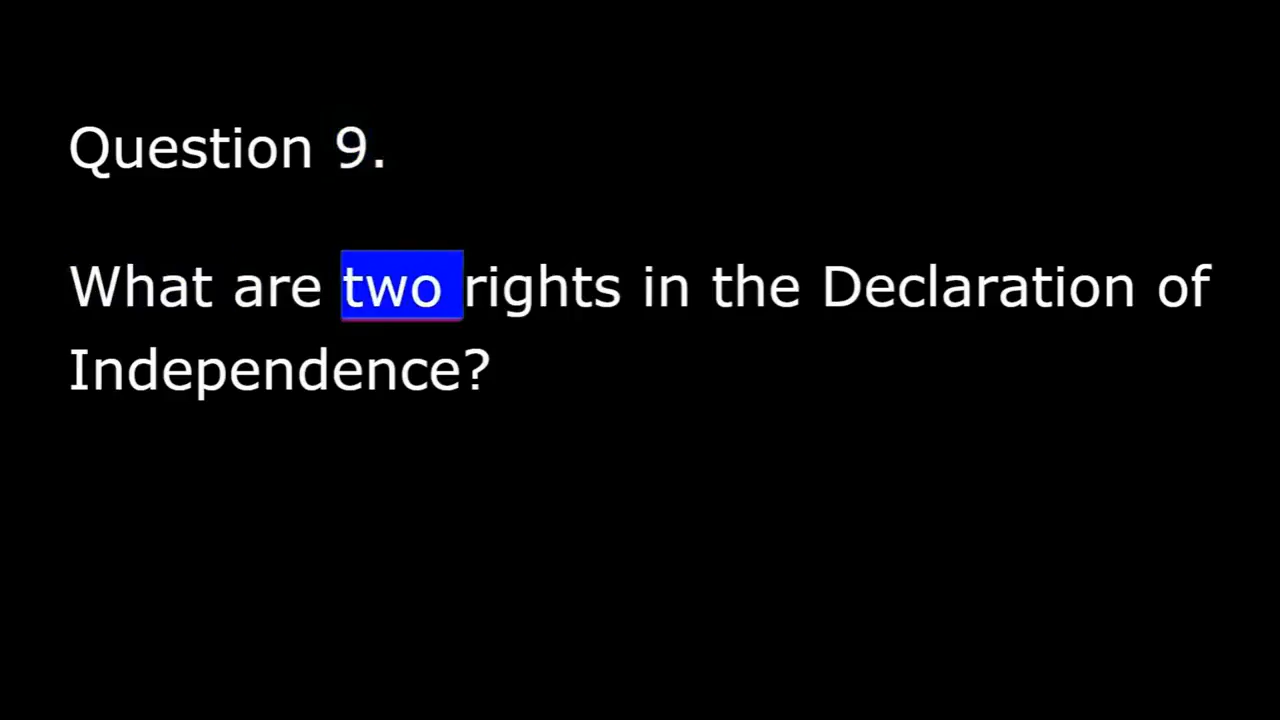 Question 9.
What are two rights in the Declaration of
Independence?